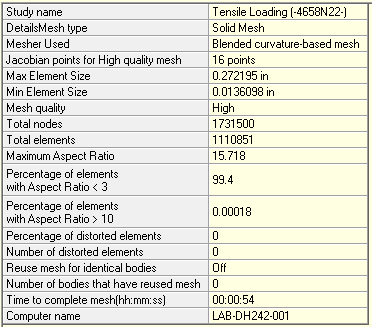 Study name Tensile Loading (-4658N22-)
DetailsMesh type Solid Mesh
Mesher Used Blended curvature-based mesh
Jacobian points for High quality mesh 16 points
Max Element Size 0.272195 in
Min Element Size 0.0136098 in
Mesh quality High
Total nodes 1731500
Total elements 1110851
Maximum Aspect Ratio 15.718
Percentage of elements
with Aspect Ratio < 3 99.4
Percentage of elements
with Aspect Ratio > 10 0.00018
Percentage of distorted elements 0
Number of distorted elements 0
Reuse mesh for identical bodies Off
Number of bodies that have reused mesh 0
Time to complete mesh(hh:mm:ss) 00:00:54
Computer name LAB-DH242-001